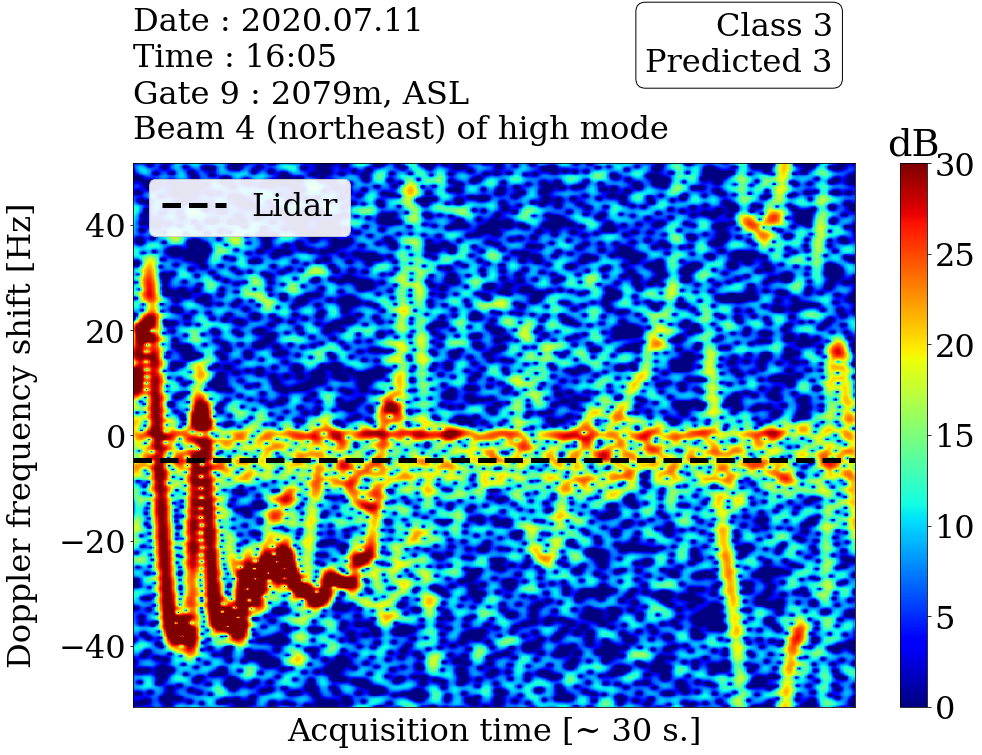 Date : 2020.07.11
Time : 16:05
Gate 9 : 2079m, ASL
Beam 4 (northeast) of high mode
Class 3
Predicted 3
dB
30
25
20
15
10
5
0
Lidar
Doppler frequency shift [Hz]
40
20
0
−20
−40
Acquisition time [~ 30 s.]